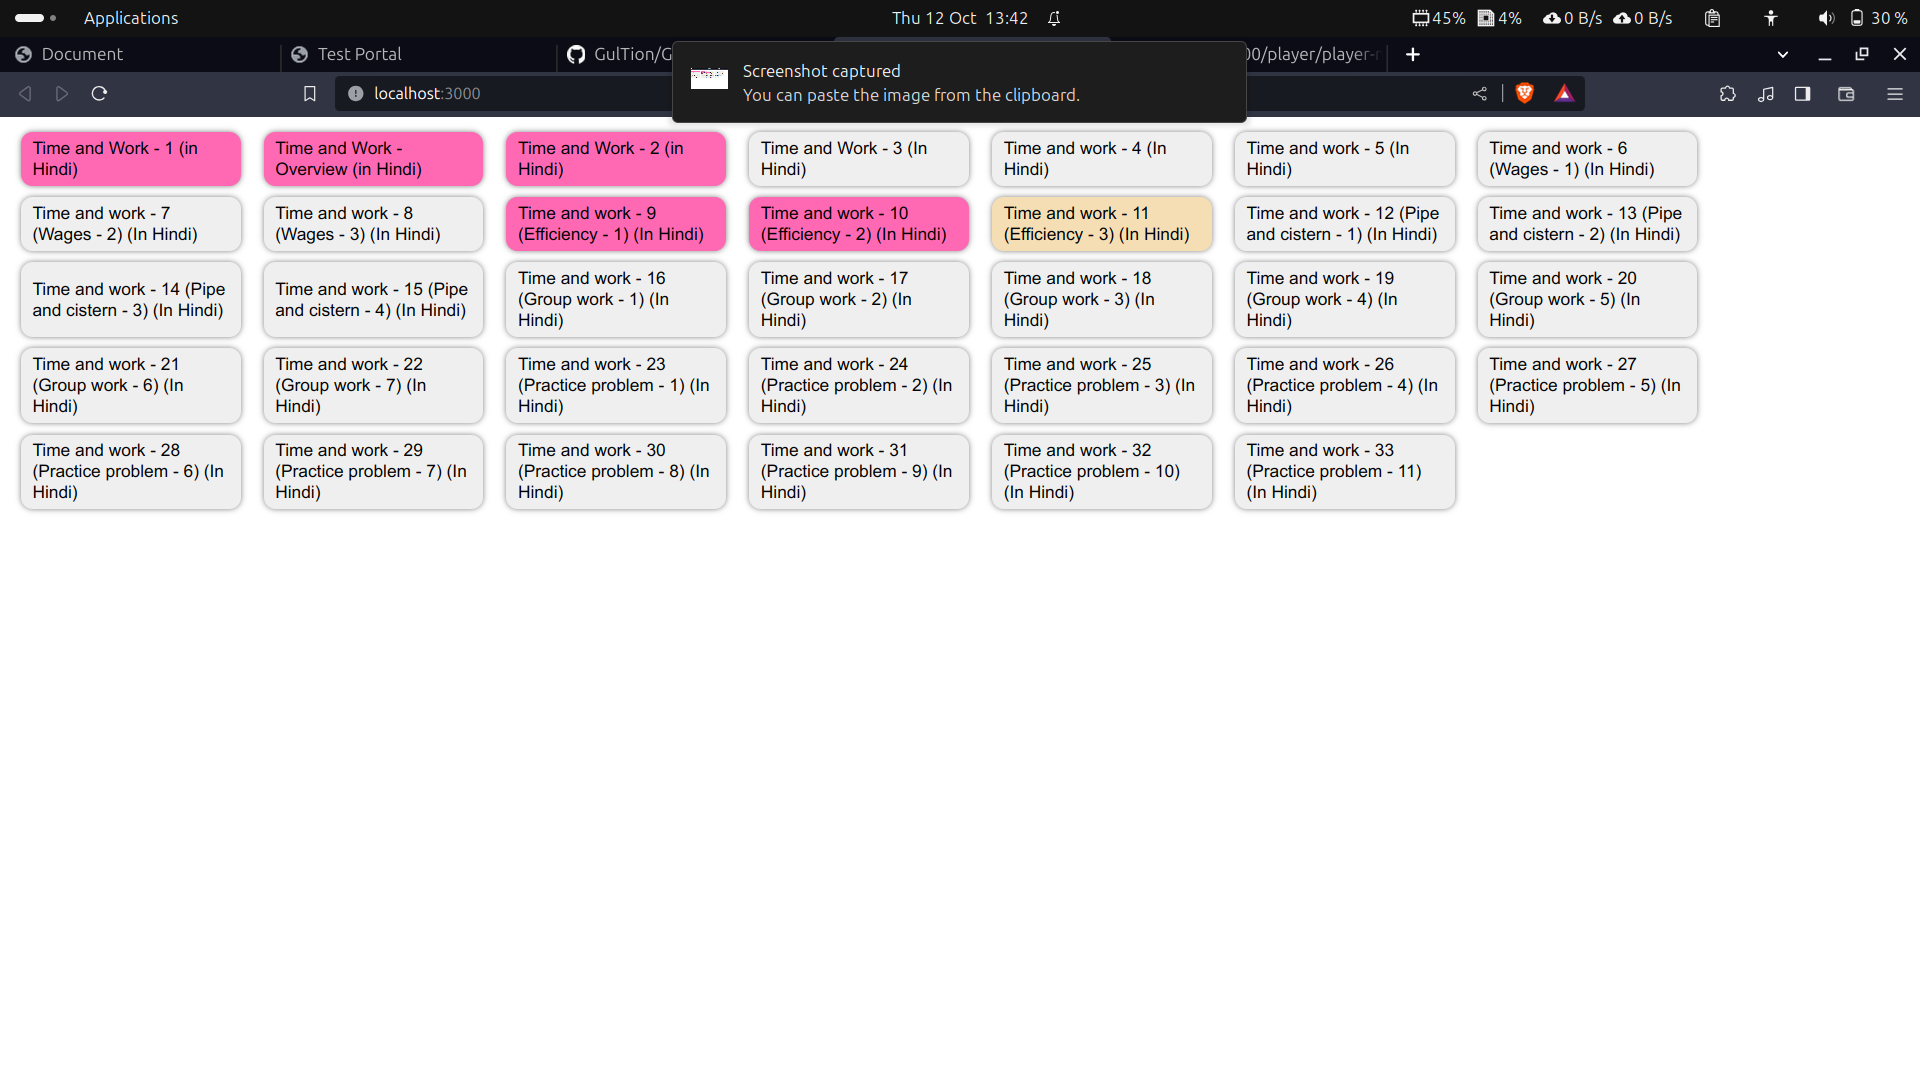 Applications
Thu 12 Oct 13:42
45% 4% 0 B/s 0 B/s 30 %
Document
Test Portal
GulTion/G
00/player/player-
localhost:3000
Screenshot captured
You can paste the image from the clipboard.
Time and Work - 1 (in
Hindi)
Time and Work -
Overview (in Hindi)
Time and Work - 2 (in
Hindi)
Time and Work - 3 (In
Hindi)
Time and work - 4 (In
Hindi)
Time and work - 5 (In
Hindi)
Time and work - 6
(Wages - 1) (In Hindi)
Time and work - 7
(Wages - 2) (In Hindi)
Time and work - 8
(Wages - 3) (In Hindi)
Time and work - 9
(Efficiency - 1) (In Hindi)
Time and work - 10
(Efficiency - 2) (In Hindi)
Time and work - 11
(Efficiency - 3) (In Hindi)
Time and work - 12 (Pipe
and cistern - 1) (In Hindi)
Time and work - 13 (Pipe
and cistern - 2) (In Hindi)
Time and work - 14 (Pipe
and cistern - 3) (In Hindi)
Time and work - 15 (Pipe
and cistern - 4) (In Hindi)
Time and work - 16
(Group work - 1) (In
Hindi)
Time and work - 17
(Group work - 2) (In
Hindi)
Time and work - 18
(Group work - 3) (In
Hindi)
Time and work - 19
(Group work - 4) (In
Hindi)
Time and work - 20
(Group work - 5) (In
Hindi)
Time and work - 21
(Group work - 6) (In
Hindi)
Time and work - 22
(Group work - 7) (In
Hindi)
Time and work - 23
(Practice problem - 1) (In
Hindi)
Time and work - 24
(Practice problem - 2) (In
Hindi)
Time and work - 25
(Practice problem - 3) (In
Hindi)
Time and work - 26
(Practice problem - 4) (In
Hindi)
Time and work - 27
(Practice problem - 5) (In
Hindi)
Time and work - 28
(Practice problem - 6) (In
Hindi)
Time and work - 29
(Practice problem - 7) (In
Hindi)
Time and work - 30
(Practice problem - 8) (In
Hindi)
Time and work - 31
(Practice problem - 9) (In
Hindi)
Time and work - 32
(Practice problem - 10)
(In Hindi)
Time and work - 33
(Practice problem - 11)
(In Hindi)